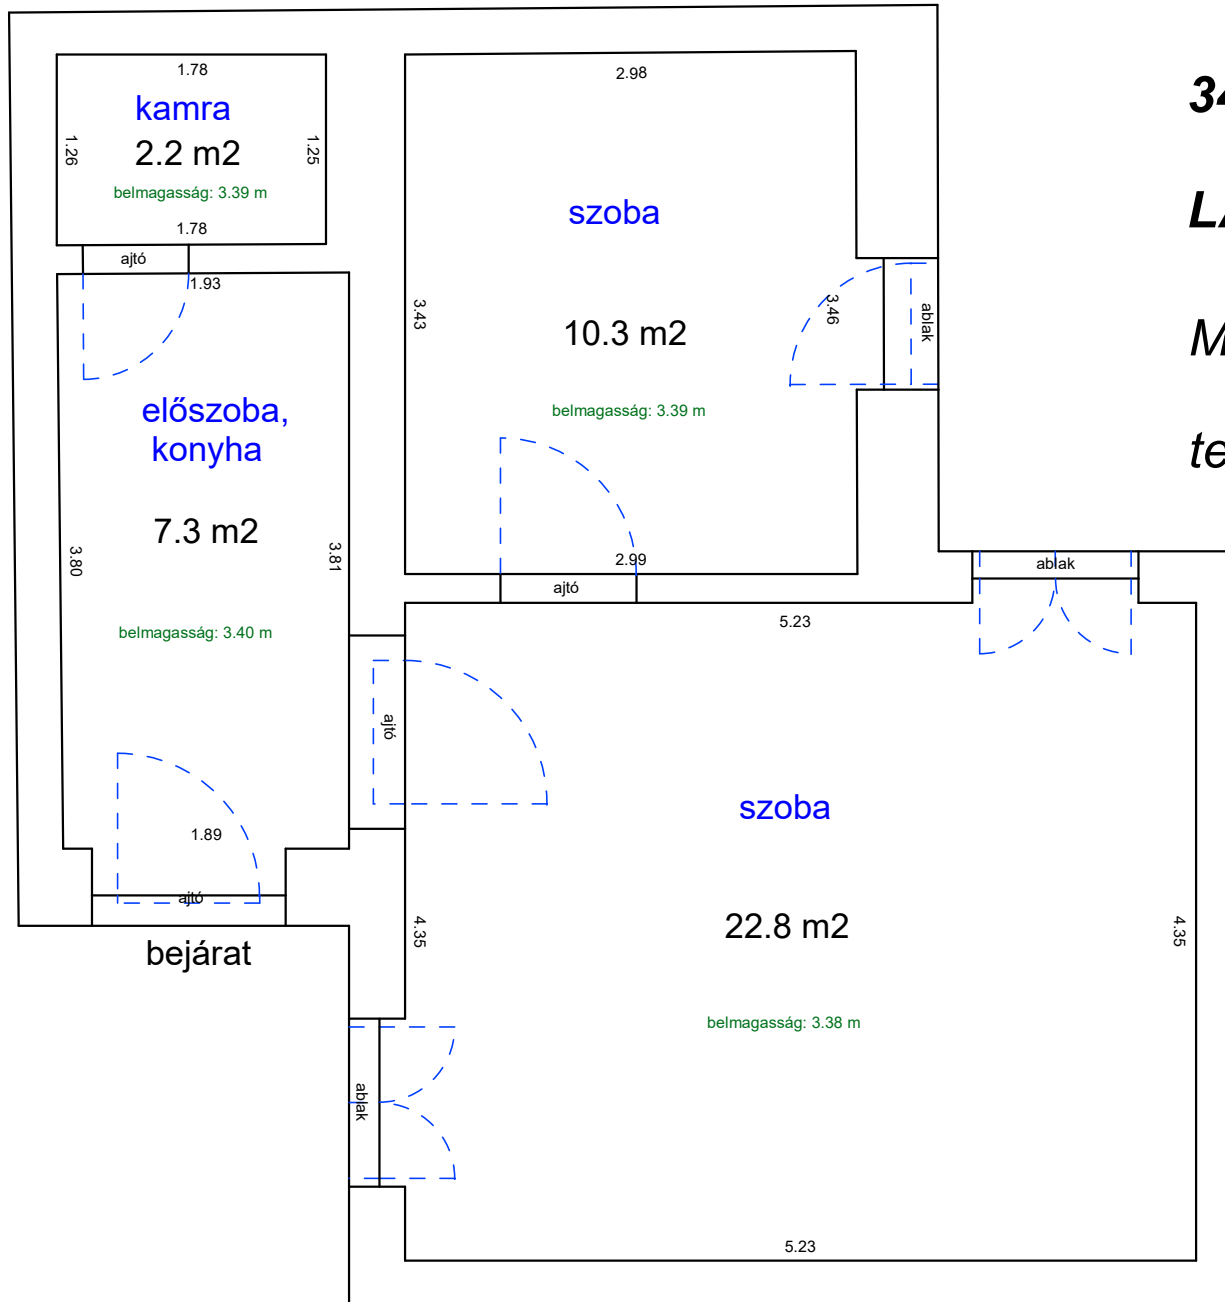 1.78
kamra
1.26
1.25
2.2 m2
belmagasság: 3.39 m
1.78
ajtó
1.93
előszoba,
konyha
7.3 m2
3.80
3.81
belmagasság: 3.40 m
1.89
ajtó
bejárat
2.98
szoba
3.43
3.46
ablak
10.3 m2
belmagasság: 3.39 m
2.99
ajtó
ablak
5.23
ajtó
szoba
4.35
4.35
22.8 m2
belmagasság: 3.38 m
ablak
5.23
34